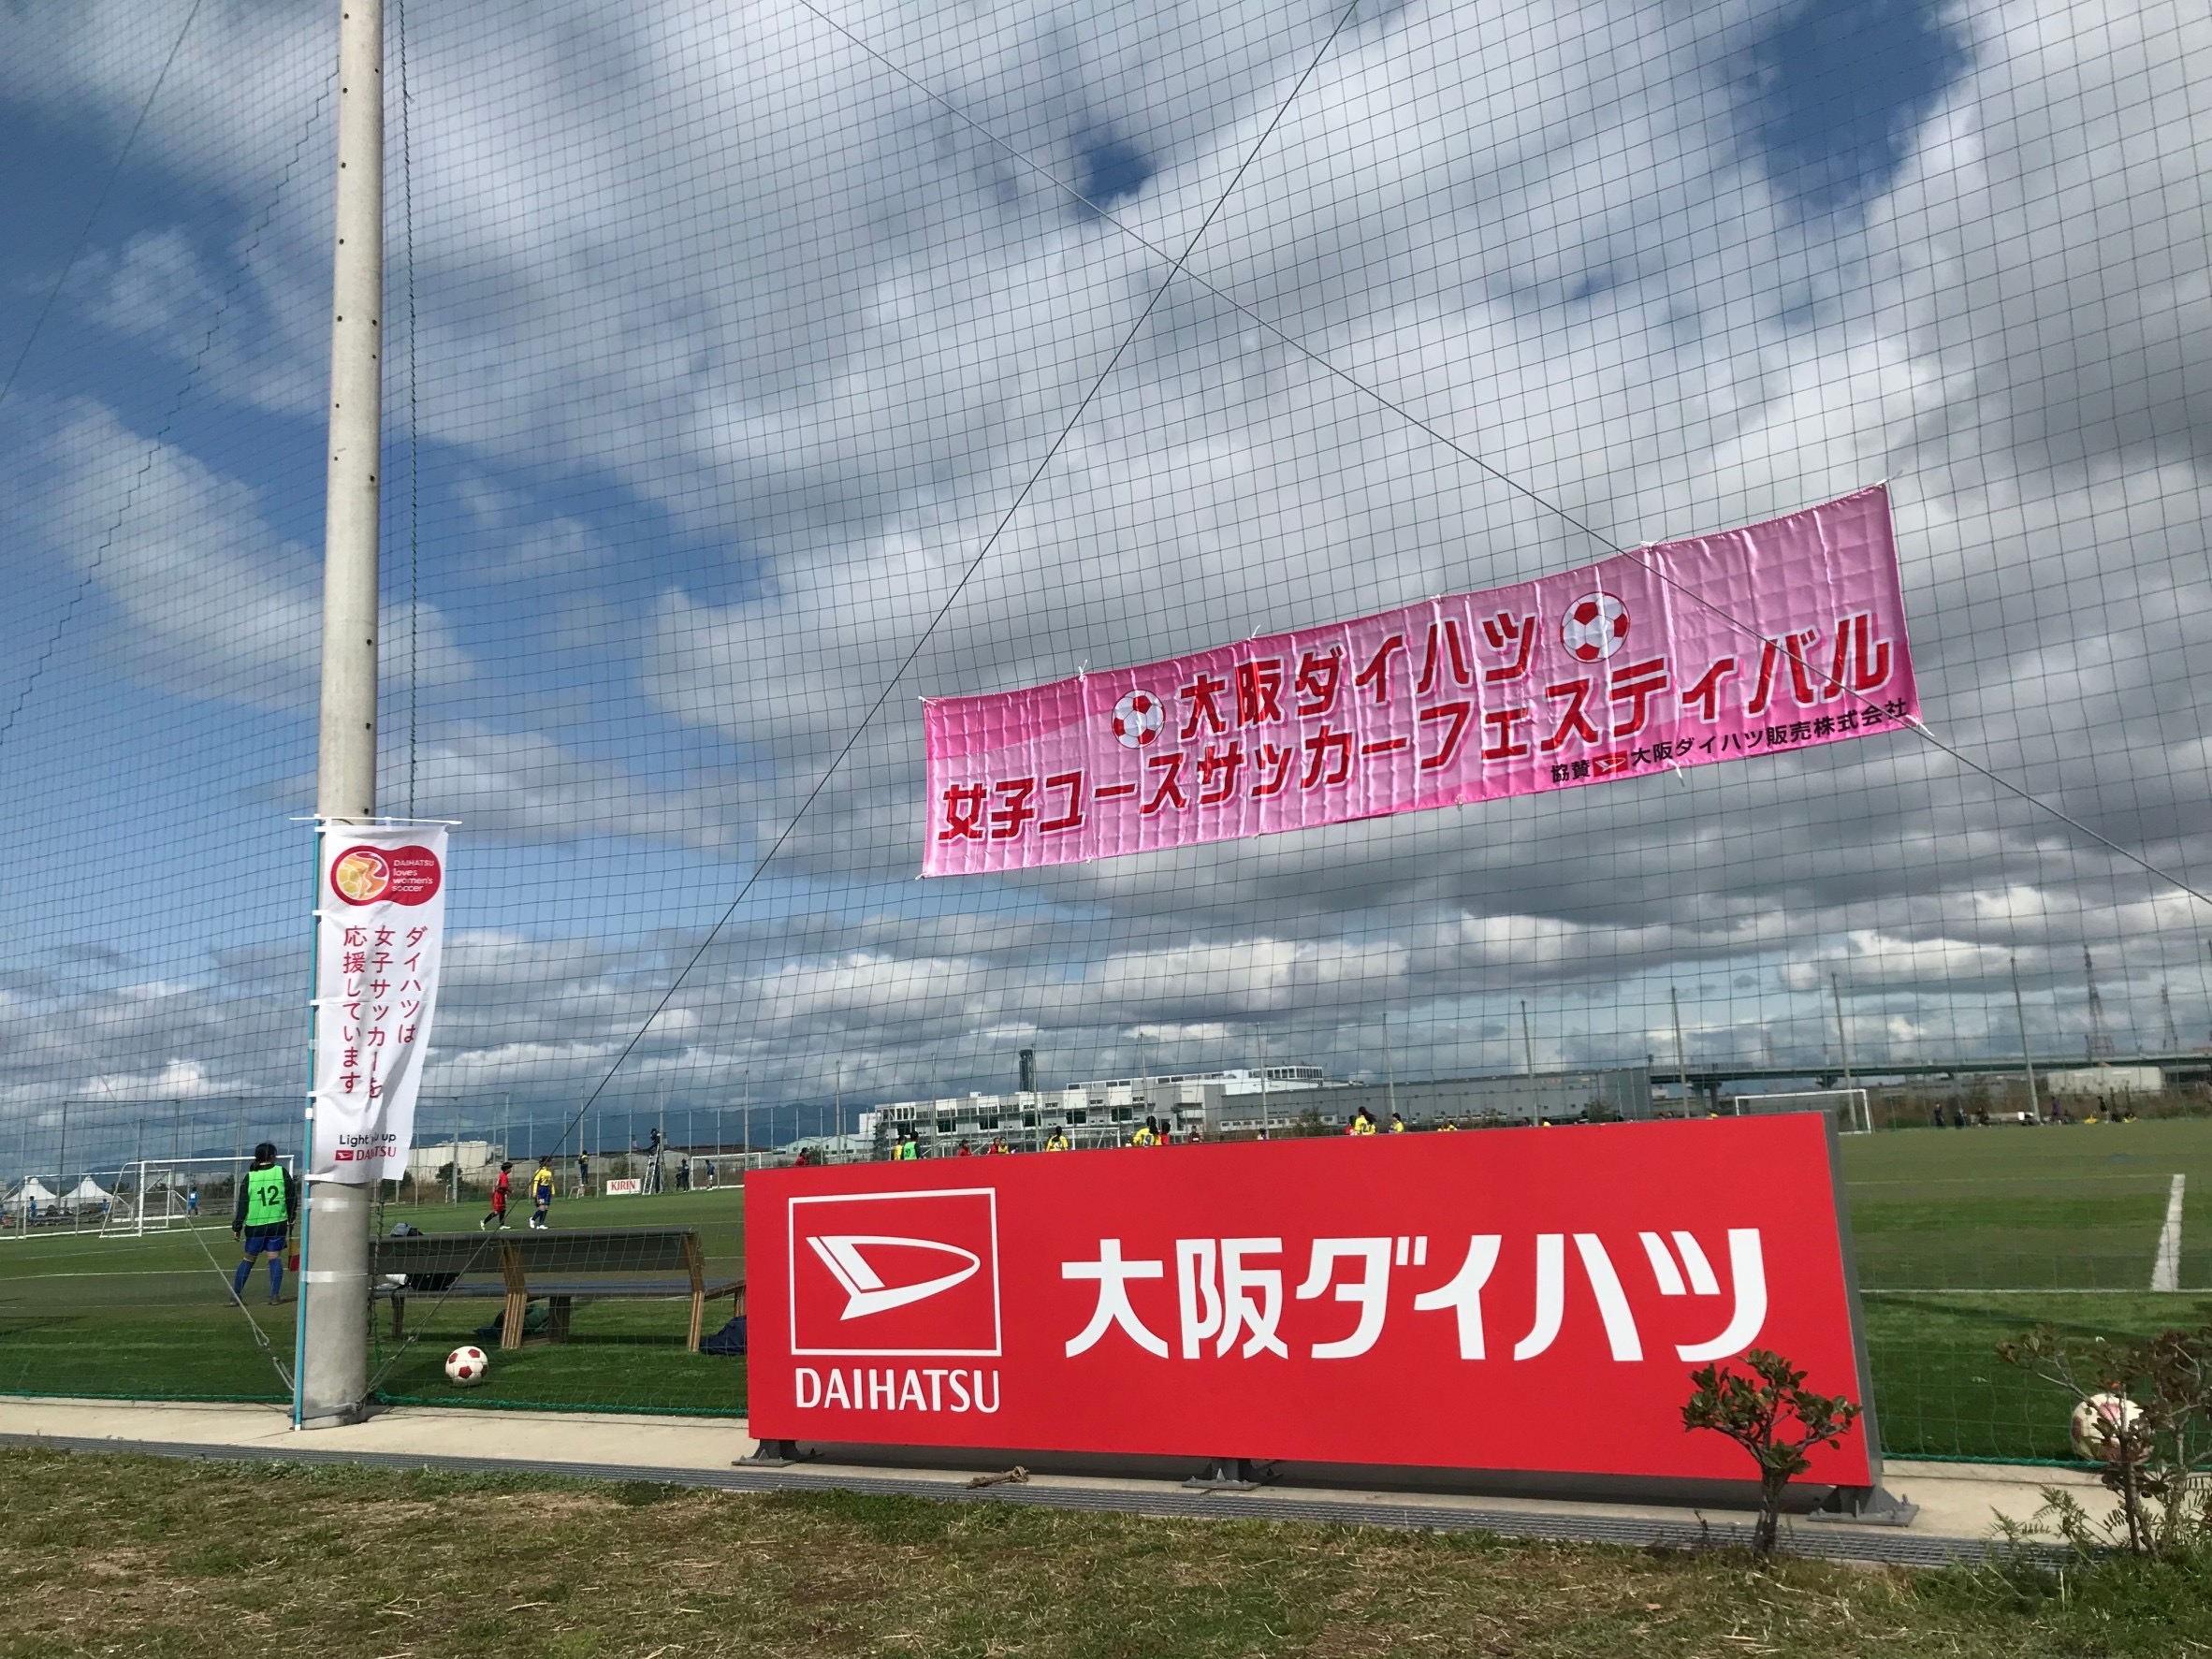 大阪ダイハツ
女子ユースサッカーフェスティバル
協賛 大阪ダイハツ販売株式会社
DAIHATSU
loves
women's
soccer
ダイハツは
女子サッカーを
応援しています
Light you up
DAIHATSU
12
KIRIN
大阪ダイハツ
DAIHATSU